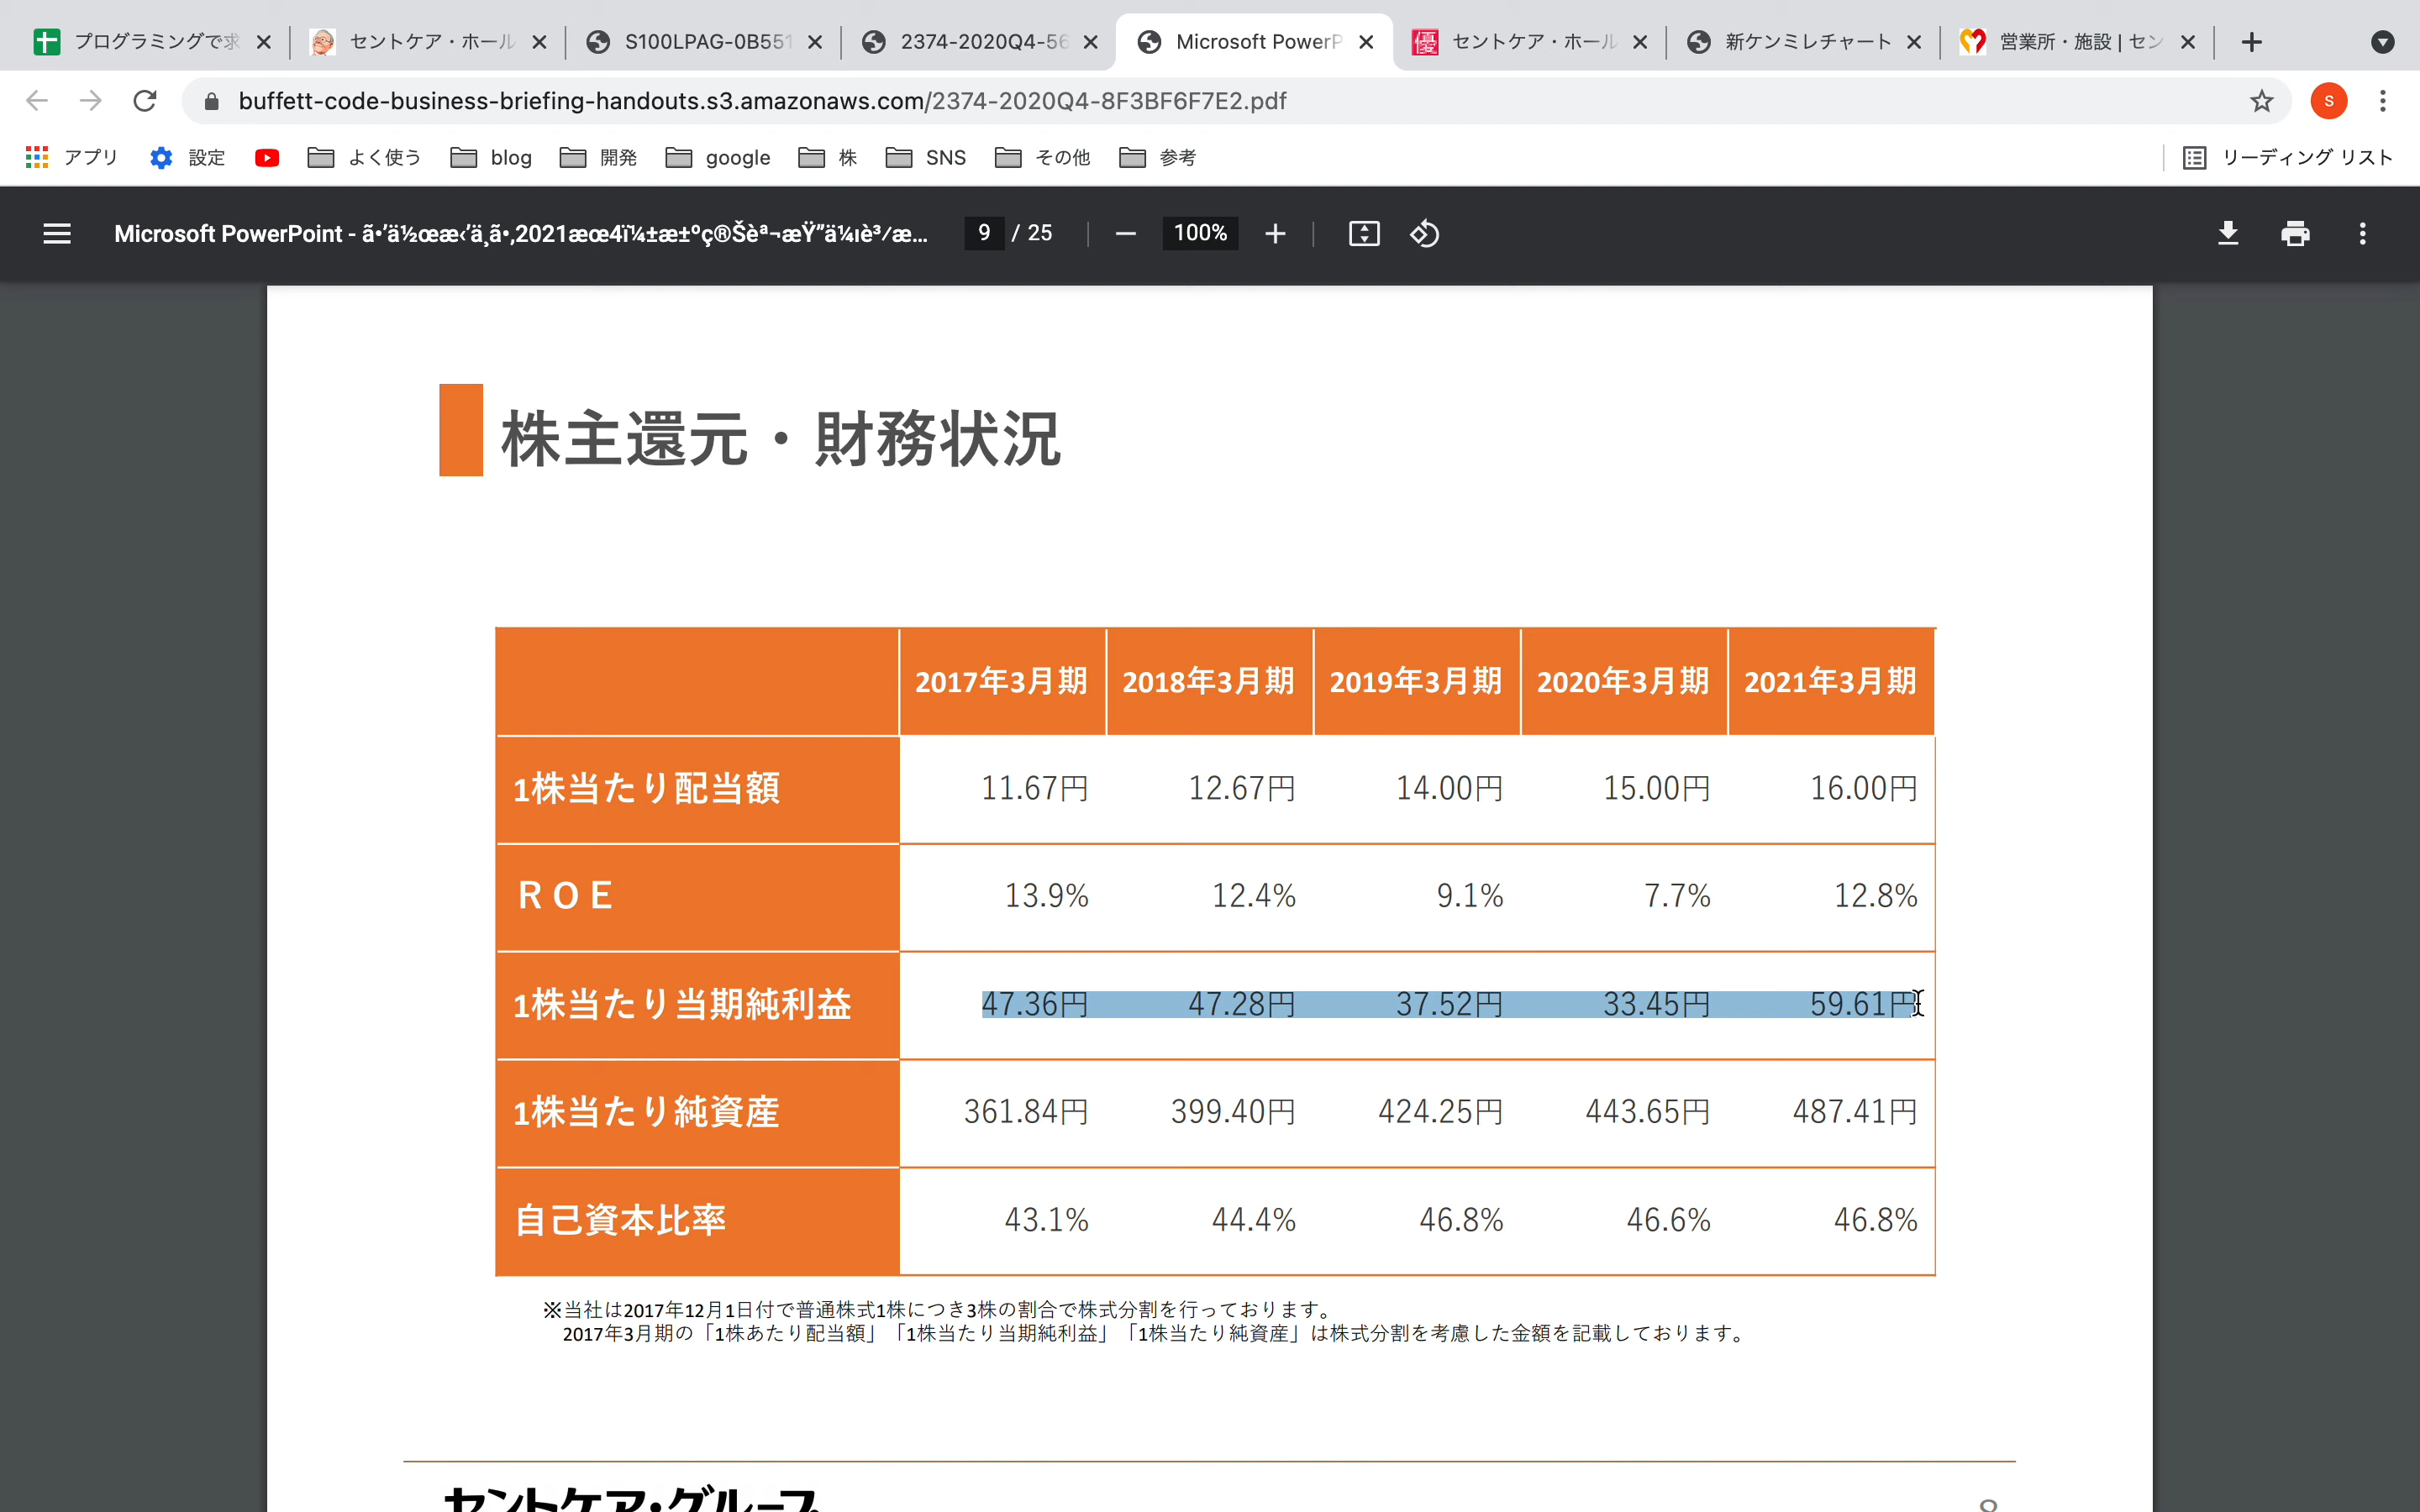 プログラミングで求
セントケア・ホール
S100LPAG-0B551
2374-2020Q4-56
Microsoft PowerP
セントケア・ホール
新ケンミレチャート
営業所・施設 | セン
buffett-code-business-briefing-handouts.s3.amazonaws.com/2374-2020Q4-8F3BF6F7E2.pdf
S
アプリ
設定
よく使う
blog
開発
google
株
SNS
その他
参考
リーディング リスト
Microsoft PowerPoint -
9 / 25
100%
株主還元・財務状況
2017年3月期 2018年3月期 2019年3月期 2020年3月期 2021年3月期
1株当たり配当額 11.67円 12.67円 14.00円 15.00円 16.00円
ＲＯＥ 13.9% 12.4% 9.1% 7.7% 12.8%
1株当たり当期純利益 47.36円 47.28円 37.52円 33.45円 59.61円
1株当たり純資産 361.84円 399.40円 424.25円 443.65円 487.41円
自己資本比率 43.1% 44.4% 46.8% 46.6% 46.8%
※当社は2017年12月1日付で普通株式1株につき3株の割合で株式分割を行っております。
2017年3月期の「1株あたり配当額」「1株当たり当期純利益」「1株当たり純資産」は株式分割を考慮した金額を記載しております。
セントケア・グループ